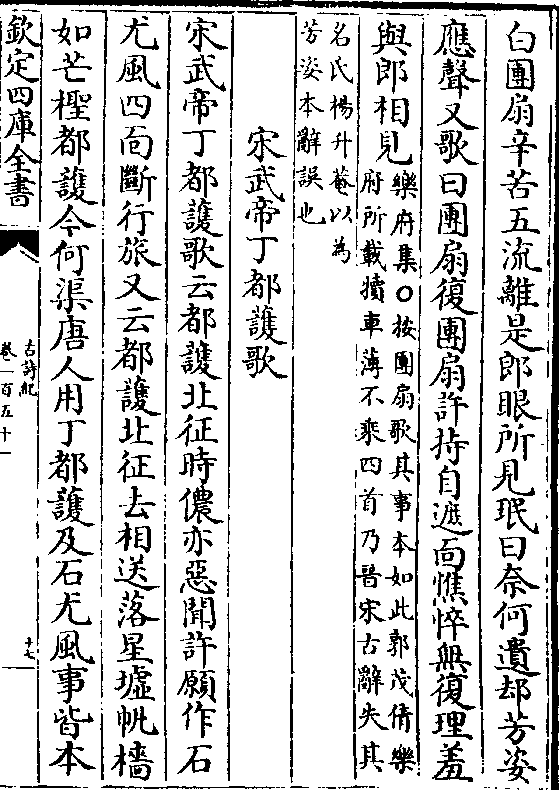 白團扇辛苦五流離是郎眼所見珉曰奈何遺却芳姿
應聲又歌曰團扇復團扇許持自遮面憔悴無復理羞
與郎相見樂府集○按團扇歌其事本如此郭茂倩樂
府所載犢車薄不乘四首乃晉宋古辭失其
名氏楊升菴以為
芳姿本辭誤也
宋武帝丁都護歌
宋武帝丁都護歌云都護北征時儂亦惡聞許願作石
尤風四面斷行旅又云都護北征去相送落星墟帆檣
如芒檉都護今何渠唐人用丁都護及石尤風事皆本
欽定四庫全書
古詩紀
卷一百五十一
十七